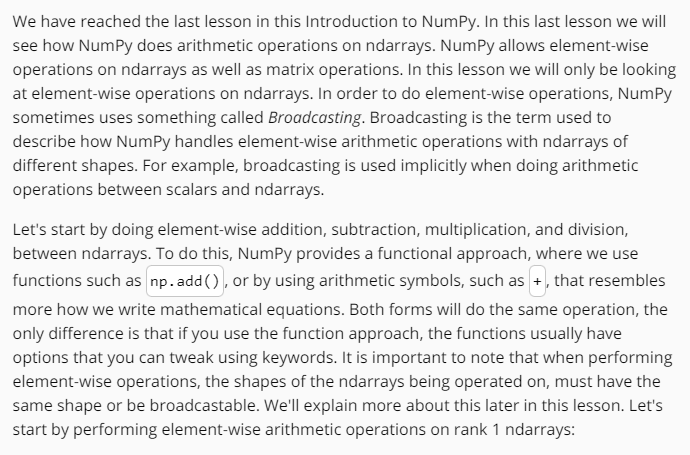 We have reached the last lesson in this Introduction to NumPy. In this last lesson we will
see how NumPy does arithmetic operations on ndarrays. NumPy allows element-wise
operations on ndarrays as well as matrix operations. In this lesson we will only be looking
at element-wise operations on ndarrays. In order to do element-wise operations, NumPy
sometimes uses something called Broadcasting. Broadcasting is the term used to
describe how NumPy handles element-wise arithmetic operations with ndarrays of
different shapes. For example, broadcasting is used implicitly when doing arithmetic
operations between scalars and ndarrays.
Let's start by doing element-wise addition, subtraction, multiplication, and division,
between ndarrays. To do this, NumPy provides a functional approach, where we use
functions such as np.add(), or by using arithmetic symbols, such as +, that resembles
more how we write mathematical equations. Both forms will do the same operation, the
only difference is that if you use the function approach, the functions usually have
options that you can tweak using keywords. It is important to note that when performing
element-wise operations, the shapes of the ndarrays being operated on, must have the
same shape or be broadcastable. We'll explain more about this later in this lesson. Let's
start by performing element-wise arithmetic operations on rank 1 ndarrays: